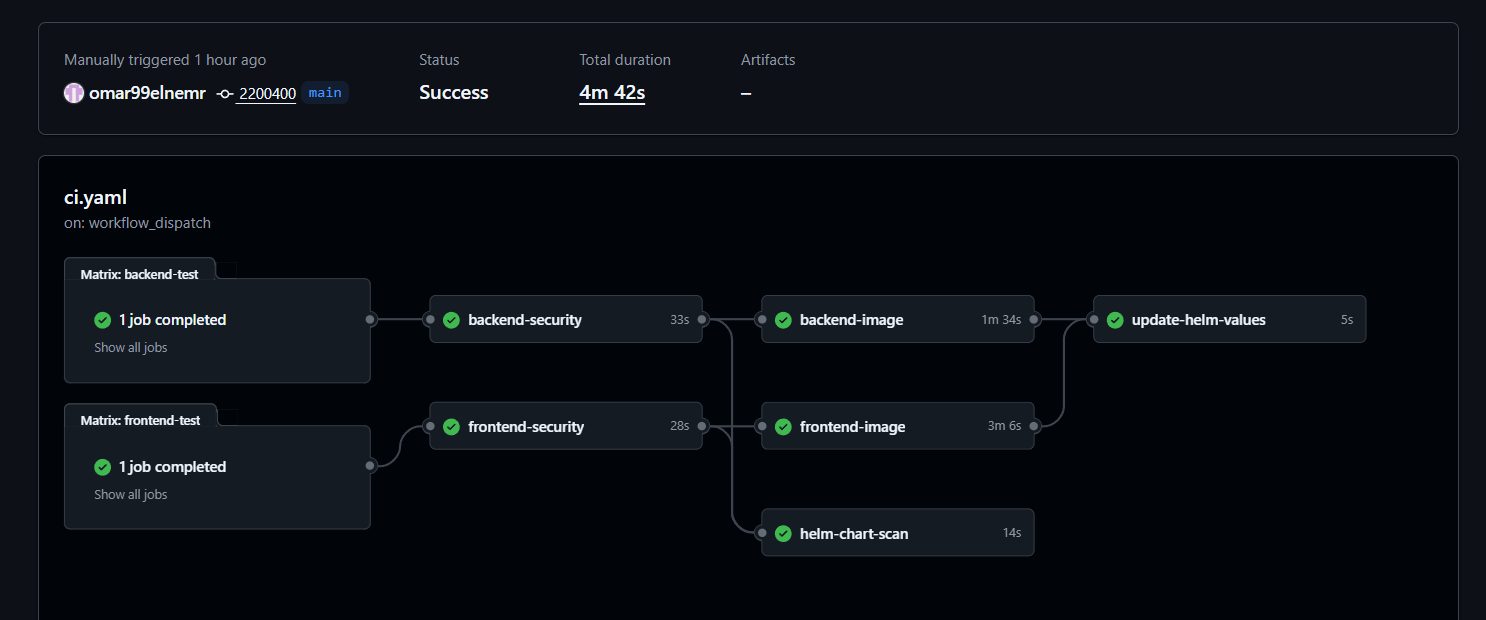 Manually triggered 1 hour ago
Status
Total duration
Artifacts
omar99elnemr 2200400 main
Success
4m 42s
–
ci.yaml
on: workflow_dispatch
Matrix: backend-test
1 job completed
Show all jobs
backend-security 33s
backend-image 1m 34s
update-helm-values 5s
Matrix: frontend-test
1 job completed
Show all jobs
frontend-security 28s
frontend-image 3m 6s
helm-chart-scan 14s